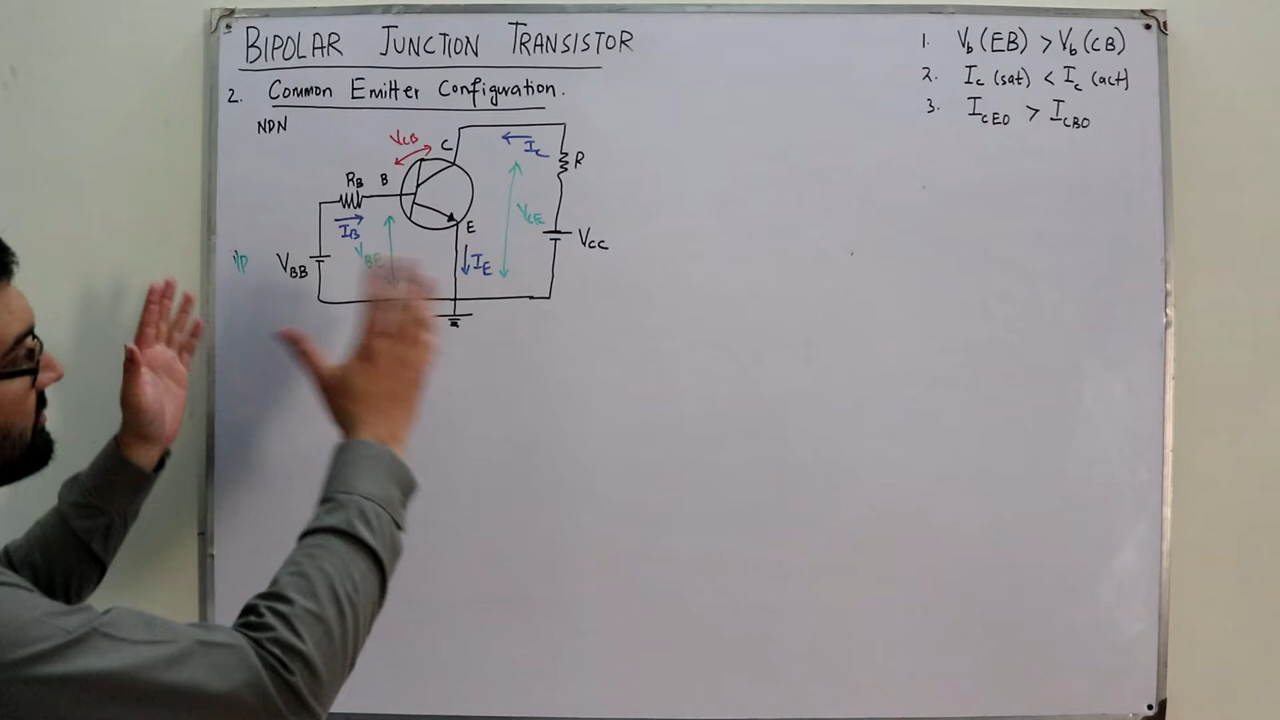 BIPOLAR JUNCTION TRANSISTOR
2. Common Emitter Configuration.
NPN
VCB
C
IC
R
RB
B
VCE
E
IB
VCC
I/P
VBB
VBE
IE
1. Vb (EB) > Vb (CB)
2. Ic (sat) < Ic (act)
3. ICEO > ICBO